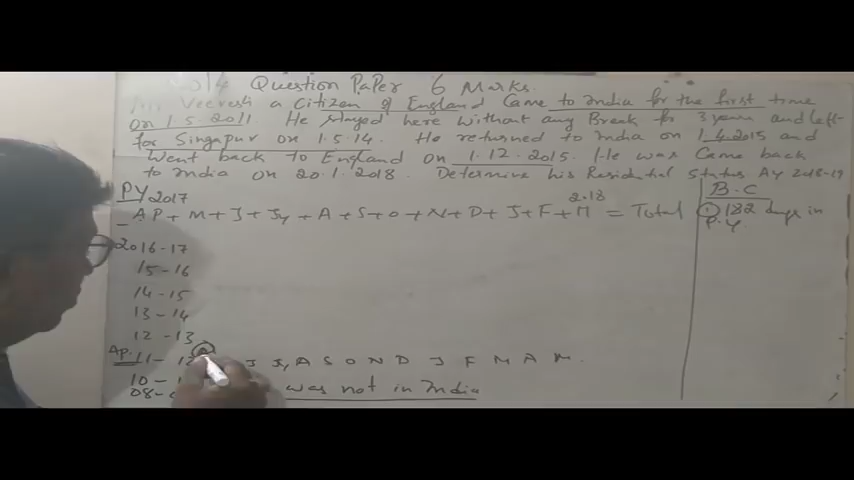 2014 Question Paper 6 Marks.
Mr. Veeresh a Citizen of England Came to India for the first time
on 1.5.2011 He stayed here without any Break for 3 years and left
for Singapur on 1.5.14. He returned to India on 1.4.2015 and
went back to England on 1.12.2015. He was Came back
to India on 20.1.2018. Determine his Residential Status AY 2018-19
PY 2017
2.18
B.C
AP + M + J + Jy + A + S + O + N + D + J + F + M = Total
1 182 days in
P.Y.
2016-17
15-16
14-15
13-14
12-13
Ap. 11-12 J Jy A S O N D J F M A M
10-
08- was not in India